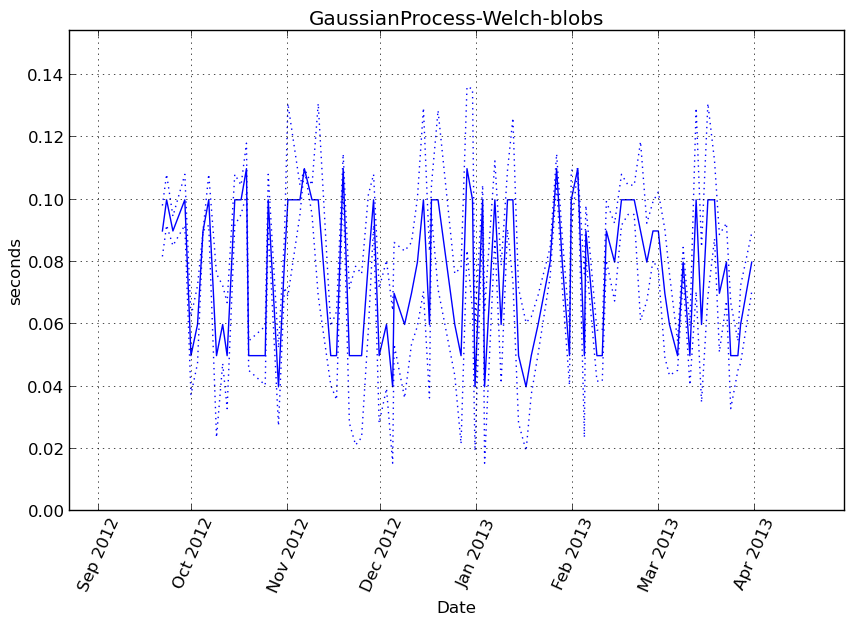 GaussianProcess-Welch-blobs
0.14
0.12
0.10
0.08
0.06
0.04
0.02
0.00
seconds
Sep 2012
Oct 2012
Nov 2012
Dec 2012
Jan 2013
Feb 2013
Mar 2013
Apr 2013
Date